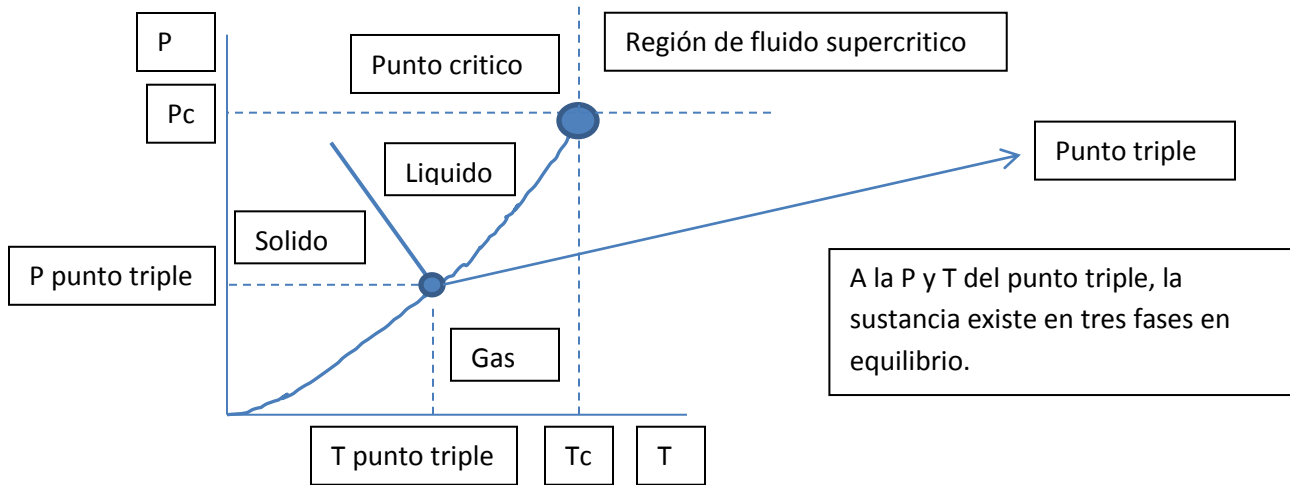 P
Región de fluido supercritico
Punto critico
Pc
Punto triple
Liquido
Solido
P punto triple
A la P y T del punto triple, la
sustancia existe en tres fases en
equilibrio.
Gas
T punto triple
Tc
T